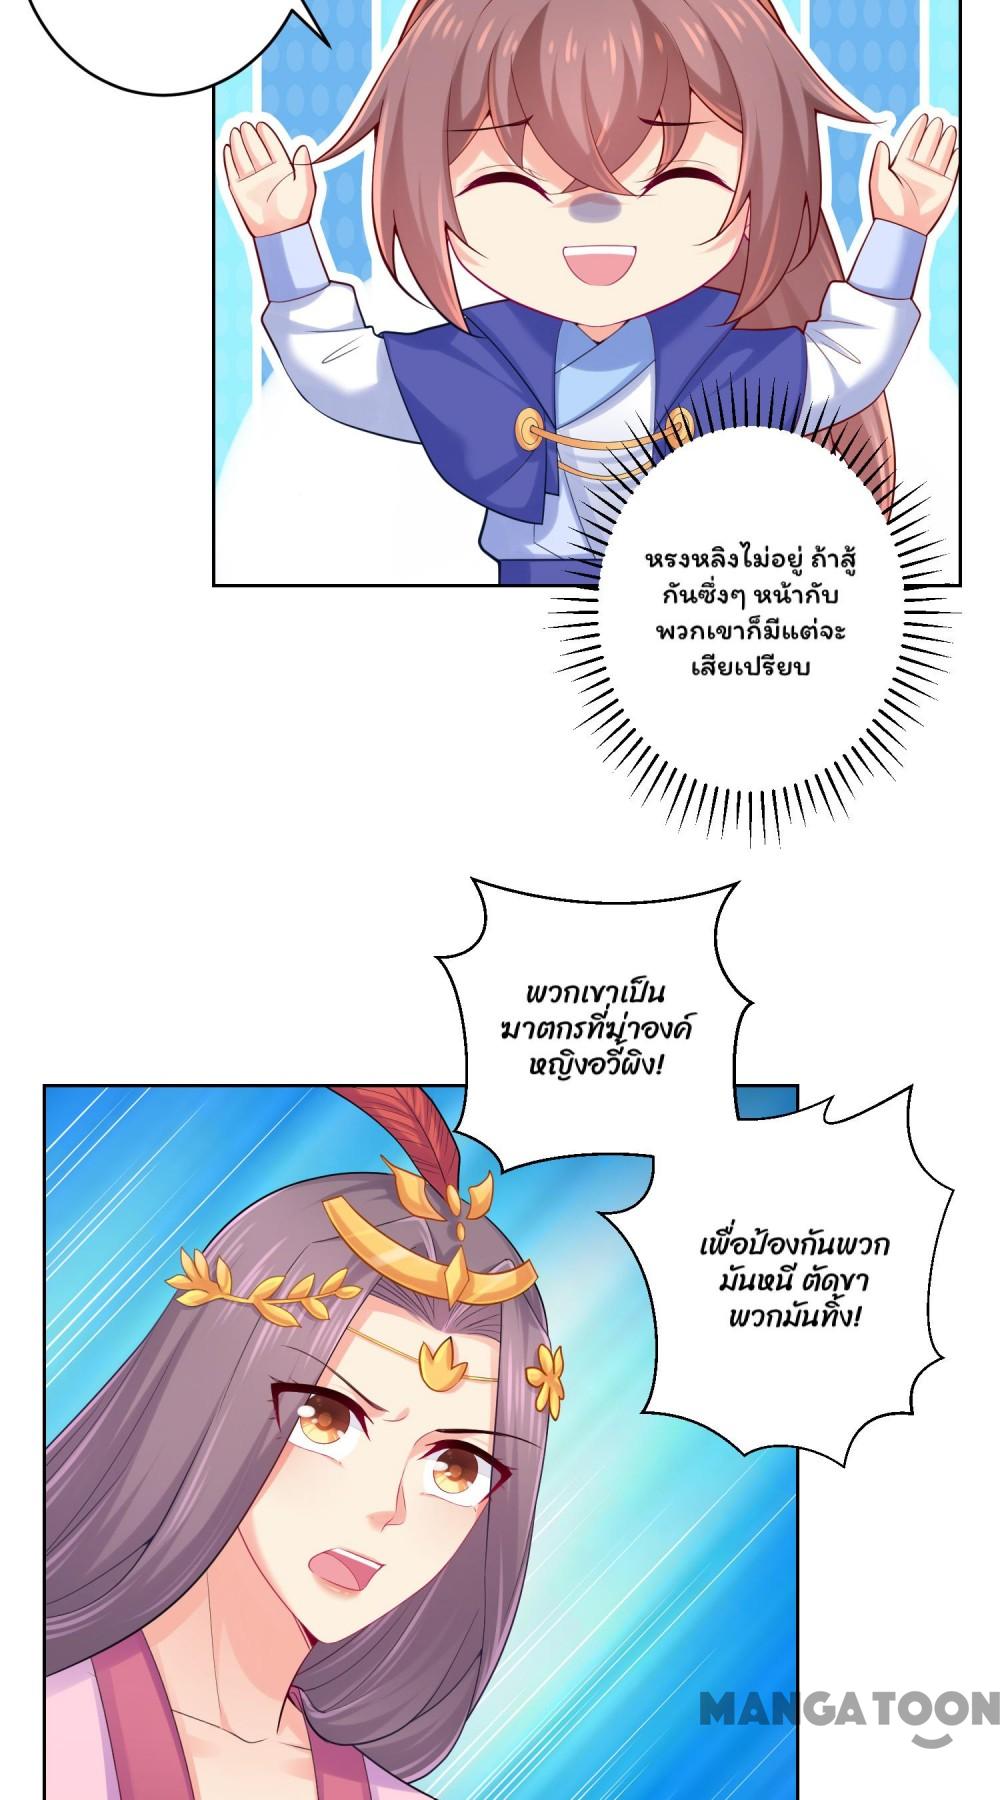 หรงหลิงไม่อยู่ ถ้าสู้
กันซึ่งๆ หน้ากับ
พวกเขาก็มีแต่จะ
เสียเปรียบ
พวกเขาเป็น
ฆาตกรที่ฆ่าองค์
หญิงอวี้ผิง!
เพื่อป้องกันพวก
มันหนี ตัดขา
พวกมันทิ้ง!
MANGATOON